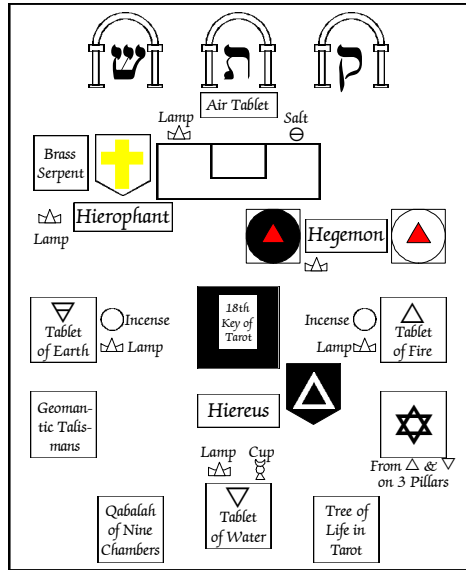 ש ת ק
Air Tablet
Lamp
Salt
Brass
Serpent
Hierophant
Lamp
Hegemon
18th
Key of
Tarot
Tablet
of Earth
Incense
Lamp
Incense
Lamp
Tablet
of Fire
Geoman-
tic Talis-
mans
Hiereus
From △ & ▽
on 3 Pillars
Lamp
Cup
Tablet
of Water
Qabalah
of Nine
Chambers
Tree of
Life in
Tarot